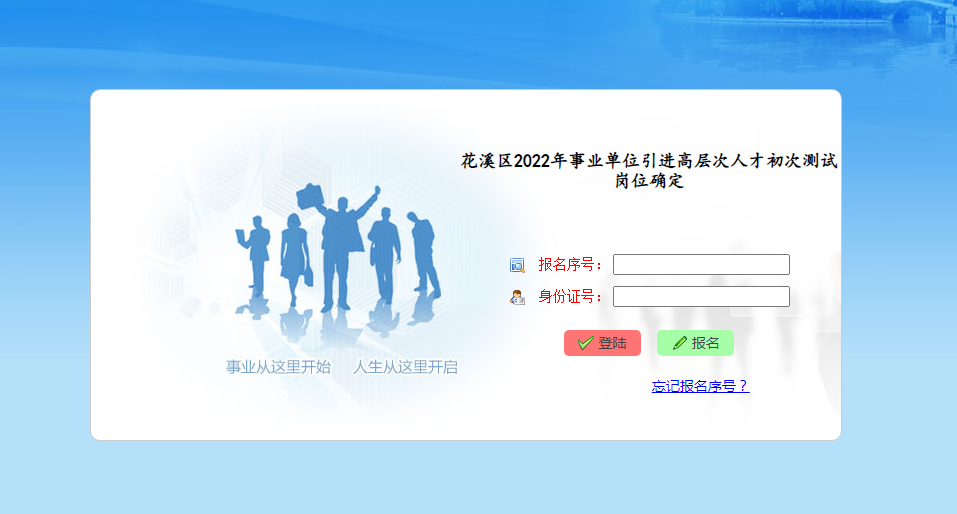 花溪区2022年事业单位引进高层次人才初次测试
岗位确定
报名序号：
身份证号：
登陆 报名
忘记报名序号？
事业从这里开始 人生从这里开启